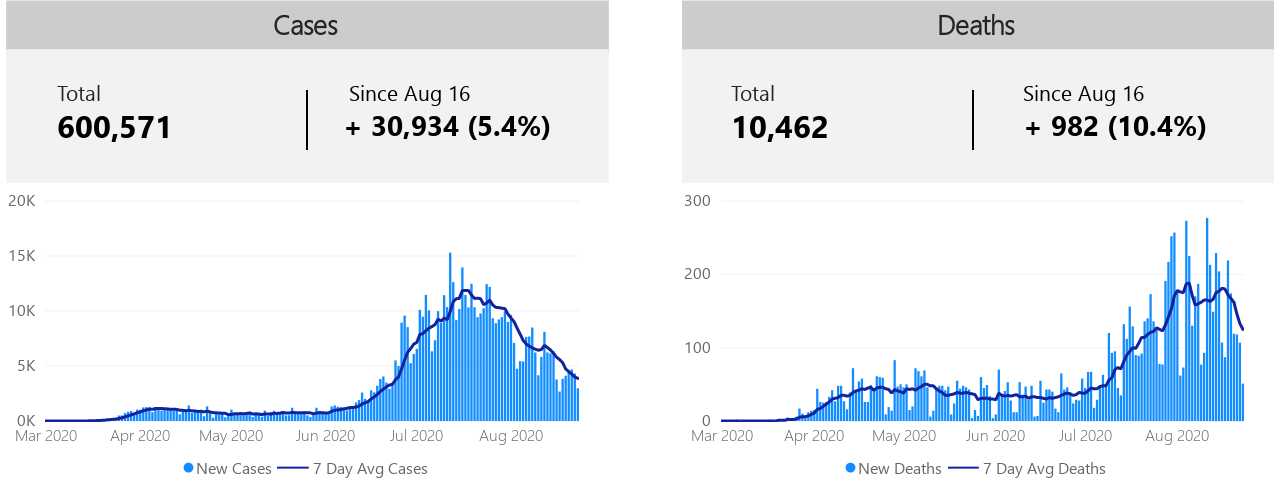 Cases
Total
600,571
Since Aug 16
+ 30,934 (5.4%)
20K
15K
10K
5K
0K
Mar 2020 Apr 2020 May 2020 Jun 2020 Jul 2020 Aug 2020
New Cases 7 Day Avg Cases
Deaths
Total
10,462
Since Aug 16
+ 982 (10.4%)
300
200
100
0
Mar 2020 Apr 2020 May 2020 Jun 2020 Jul 2020 Aug 2020
New Deaths 7 Day Avg Deaths